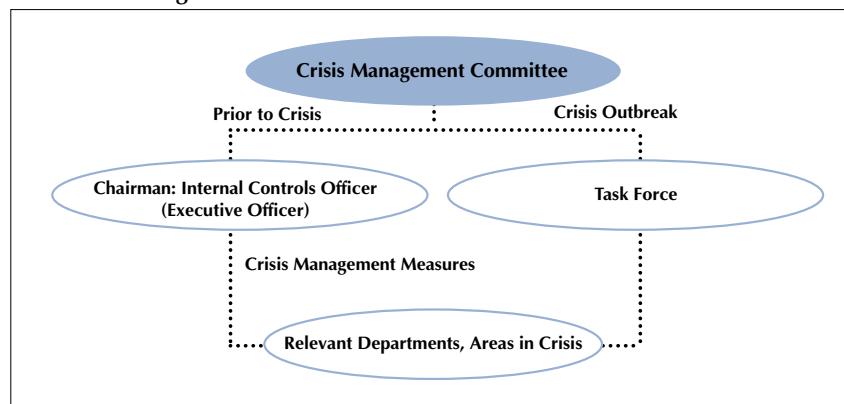 Crisis Management Committee
Prior to Crisis
Crisis Outbreak
Chairman: Internal Controls Officer
(Executive Officer)
Task Force
Crisis Management Measures
Relevant Departments, Areas in Crisis